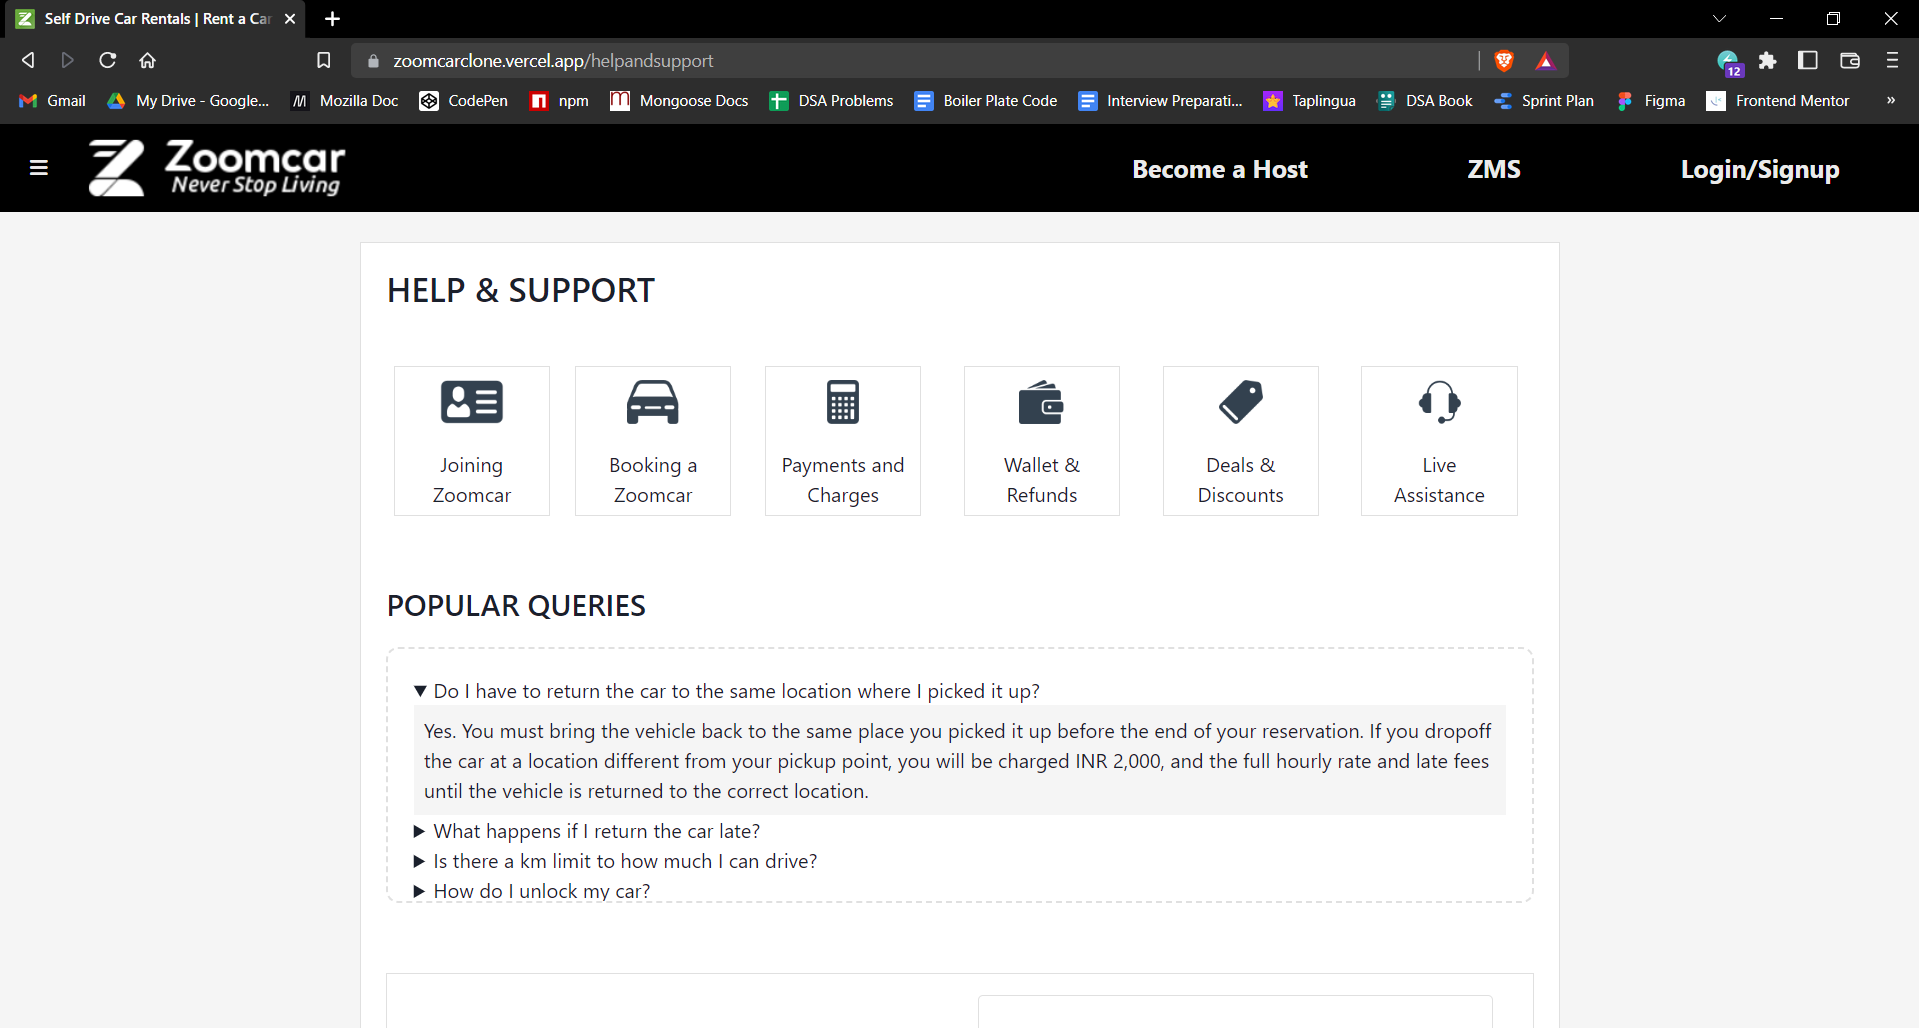 Self Drive Car Rentals | Rent a Car
zoomcarclone.vercel.app/helpandsupport
12
Gmail
My Drive - Google...
Mozilla Doc
CodePen
npm
Mongoose Docs
DSA Problems
Boiler Plate Code
Interview Preparati...
Taplingua
DSA Book
Sprint Plan
Figma
Frontend Mentor
»
Zoomcar
Never Stop Living
Become a Host
ZMS
Login/Signup
HELP & SUPPORT
Joining
Zoomcar
Booking a
Zoomcar
Payments and
Charges
Wallet &
Refunds
Deals &
Discounts
Live
Assistance
POPULAR QUERIES
Do I have to return the car to the same location where I picked it up?
Yes. You must bring the vehicle back to the same place you picked it up before the end of your reservation. If you dropoff
the car at a location different from your pickup point, you will be charged INR 2,000, and the full hourly rate and late fees
until the vehicle is returned to the correct location.
What happens if I return the car late?
Is there a km limit to how much I can drive?
How do I unlock my car?